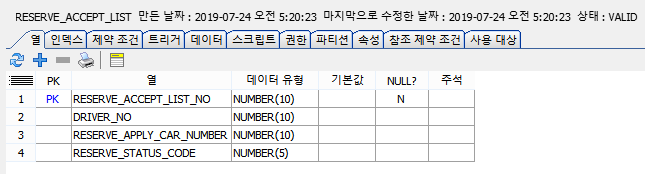 RESERVE_ACCEPT_LIST 만든 날짜 : 2019-07-24 오전 5:20:23 마지막으로 수정한 날짜 : 2019-07-24 오전 5:20:23 상태 : VALID
열 인덱스 제약 조건 트리거 데이터 스크립트 권한 파티션 속성 참조 제약 조건 사용 대상
PK 열 데이터 유형 기본값 NULL? 주석
1 PK RESERVE_ACCEPT_LIST_NO NUMBER(10) N
2 DRIVER_NO NUMBER(10)
3 RESERVE_APPLY_CAR_NUMBER NUMBER(10)
4 RESERVE_STATUS_CODE NUMBER(5)